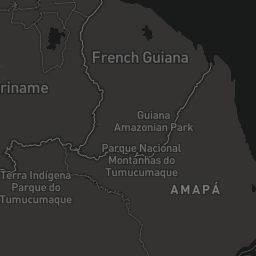 French Guiana
riname
Guiana
Amazonian Park
Parque Nacional
Montanhas do
Tumucumaque
Terra Indígena
Parque do
Tumucumaque
AMAPÁ